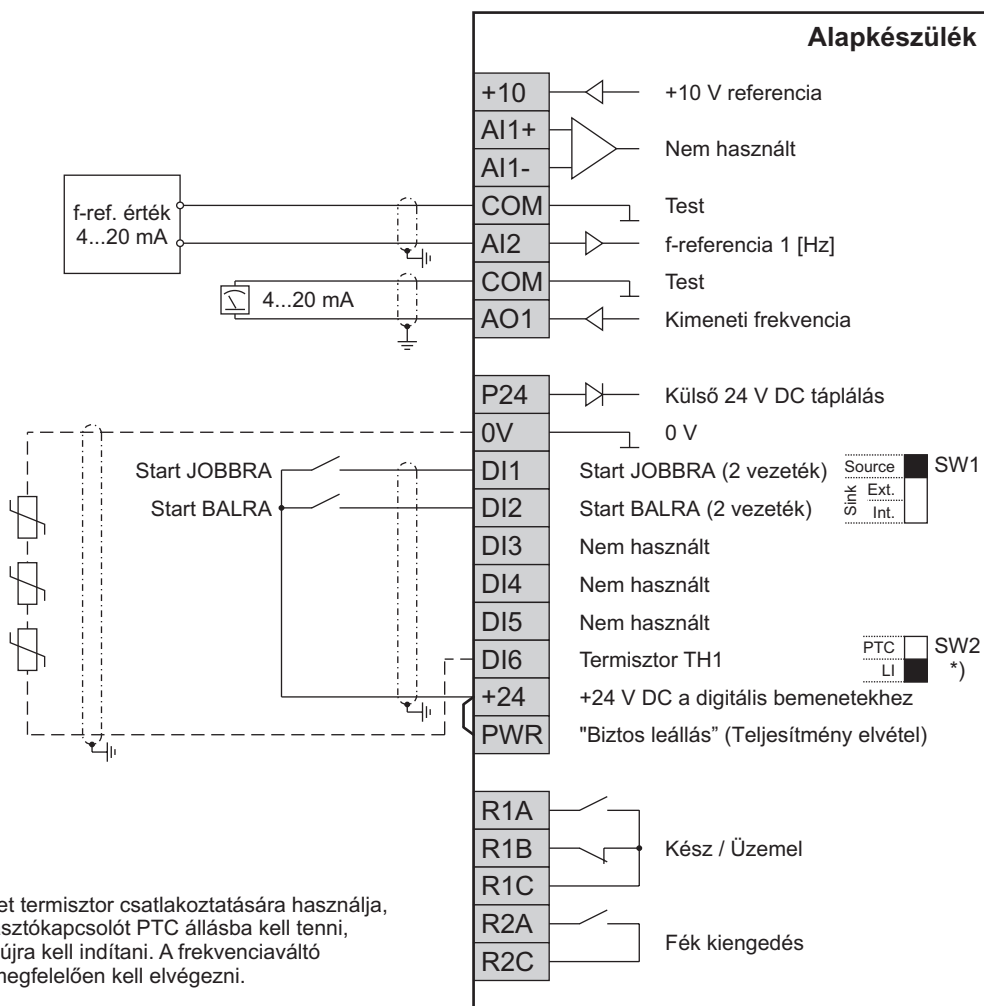 Alapkészülék
+10
+10 V referencia
AI1+
AI1-
Nem használt
f-ref. érték
4...20 mA
COM
Test
AI2
f-referencia 1 [Hz]
COM
Test
4...20 mA
AO1
Kimeneti frekvencia
P24
Külső 24 V DC táplálás
0V
0 V
Start JOBBRA
DI1
Start JOBBRA (2 vezeték)
Source
SW1
Sink
Ext.
Int.
Start BALRA
DI2
Start BALRA (2 vezeték)
DI3
Nem használt
DI4
Nem használt
DI5
Nem használt
DI6
Termisztor TH1
PTC
SW2
LI
*)
+24
+24 V DC a digitális bemenetekhez
PWR
"Biztos leállás” (Teljesítmény elvétel)
R1A
R1B
Kész / Üzemel
R1C
R2A
Fék kiengedés
R2C
et termisztor csatlakoztatására használja,
sztókapcsolót PTC állásba kell tenni,
újra kell indítani. A frekvenciaváltó
megfelelően kell elvégezni.